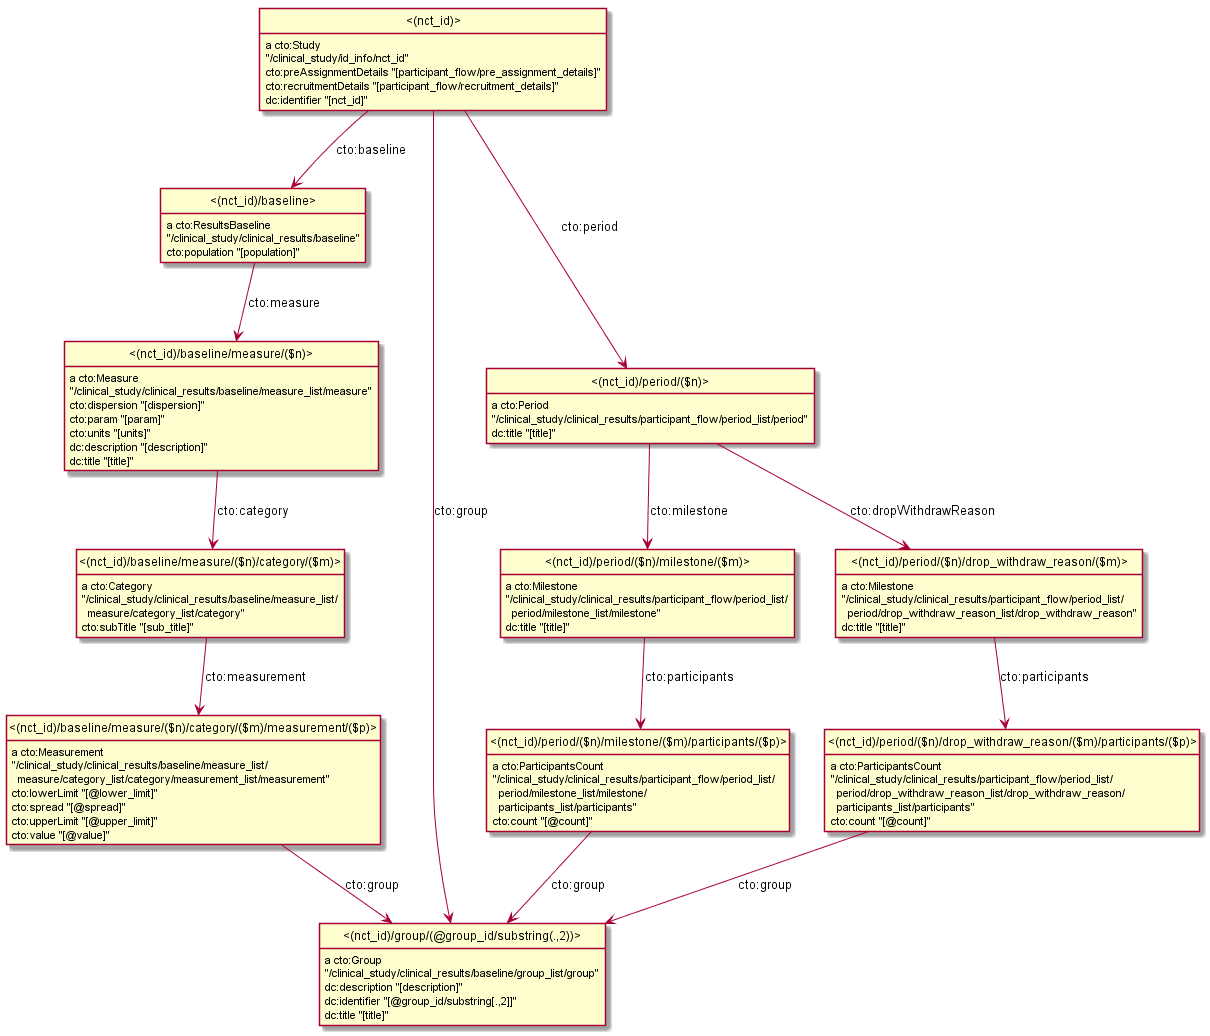 <(nct_id)>
a cto:Study
"/clinical_study/id_info/nct_id"
cto:preAssignmentDetails "[participant_flow/pre_assignment_details]"
cto:recruitmentDetails "[participant_flow/recruitment_details]"
dc:identifier "[nct_id]"
cto:baseline
<(nct_id)/baseline>
a cto:ResultsBaseline
"/clinical_study/clinical_results/baseline"
cto:population "[population]"
cto:period
cto:measure
<(nct_id)/baseline/measure/($n)>
a cto:Measure
"/clinical_study/clinical_results/baseline/measure_list/measure"
cto:dispersion "[dispersion]"
cto:param "[param]"
cto:units "[units]"
dc:description "[description]"
dc:title "[title]"
<(nct_id)/period/($n)>
a cto:Period
"/clinical_study/clinical_results/participant_flow/period_list/period"
dc:title "[title]"
cto:category
cto:group
cto:milestone
cto:dropWithdrawReason
<(nct_id)/baseline/measure/($n)/category/($m)>
a cto:Category
"/clinical_study/clinical_results/baseline/measure_list/
measure/category_list/category"
cto:subTitle "[sub_title]"
<(nct_id)/period/($n)/milestone/($m)>
a cto:Milestone
"/clinical_study/clinical_results/participant_flow/period_list/
period/milestone_list/milestone"
dc:title "[title]"
<(nct_id)/period/($n)/drop_withdraw_reason/($m)>
a cto:Milestone
"/clinical_study/clinical_results/participant_flow/period_list/
period/drop_withdraw_reason_list/drop_withdraw_reason"
dc:title "[title]"
cto:measurement
cto:participants
cto:participants
<(nct_id)/baseline/measure/($n)/category/($m)/measurement/($p)>
a cto:Measurement
"/clinical_study/clinical_results/baseline/measure_list/
measure/category_list/category/measurement_list/measurement"
cto:lowerLimit "[@lower_limit]"
cto:spread "[@spread]"
cto:upperLimit "[@upper_limit]"
cto:value "[@value]"
<(nct_id)/period/($n)/milestone/($m)/participants/($p)>
a cto:ParticipantsCount
"/clinical_study/clinical_results/participant_flow/period_list/
period/milestone_list/milestone/
participants_list/participants"
cto:count "[@count]"
<(nct_id)/period/($n)/drop_withdraw_reason/($m)/participants/($p)>
a cto:ParticipantsCount
"/clinical_study/clinical_results/participant_flow/period_list/
period/drop_withdraw_reason_list/drop_withdraw_reason/
participants_list/participants"
cto:count "[@count]"
cto:group
cto:group
cto:group
<(nct_id)/group/(@group_id/substring(.,2))>
a cto:Group
"/clinical_study/clinical_results/baseline/group_list/group"
dc:description "[description]"
dc:identifier "[@group_id/substring[.,2]]"
dc:title "[title]"